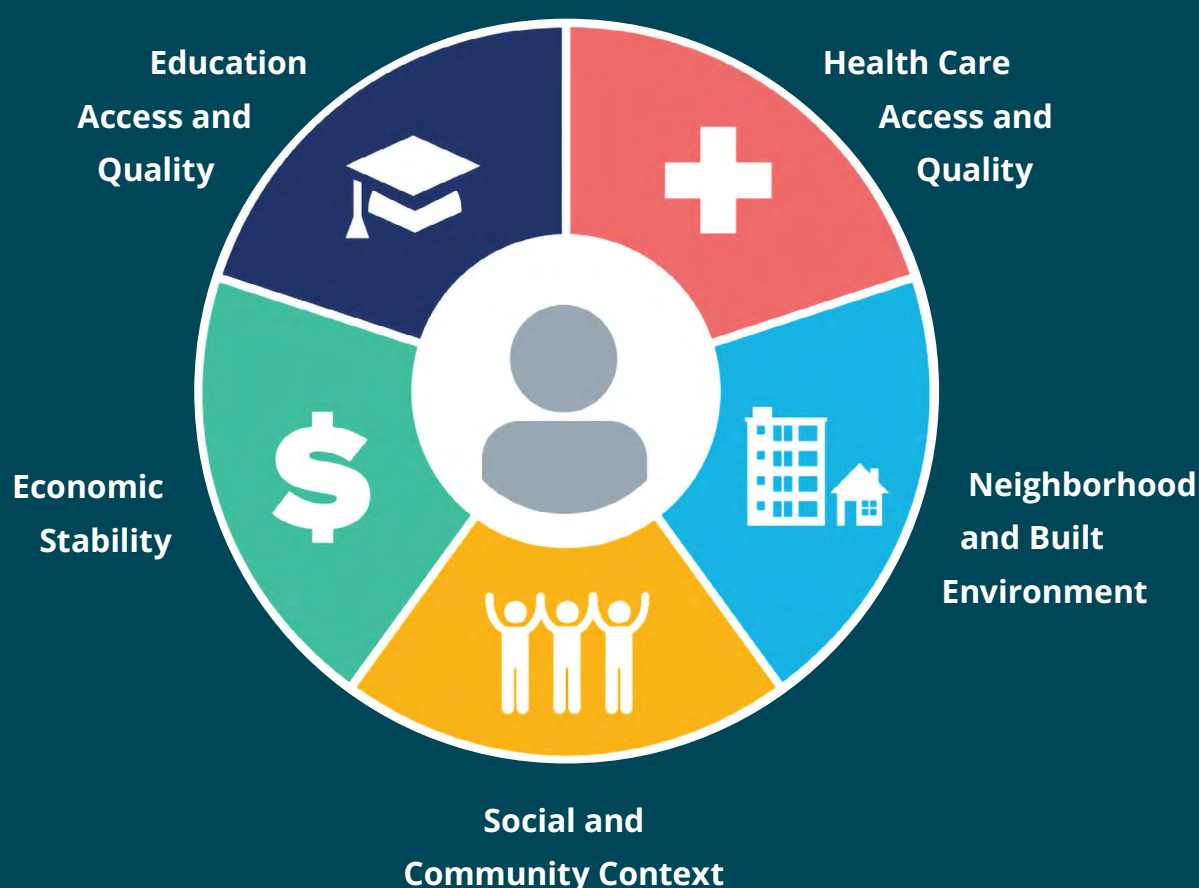 Education
Access and
Quality
Health Care
Access and
Quality
Economic
Stability
Neighborhood
and Built
Environment
Social and
Community Context